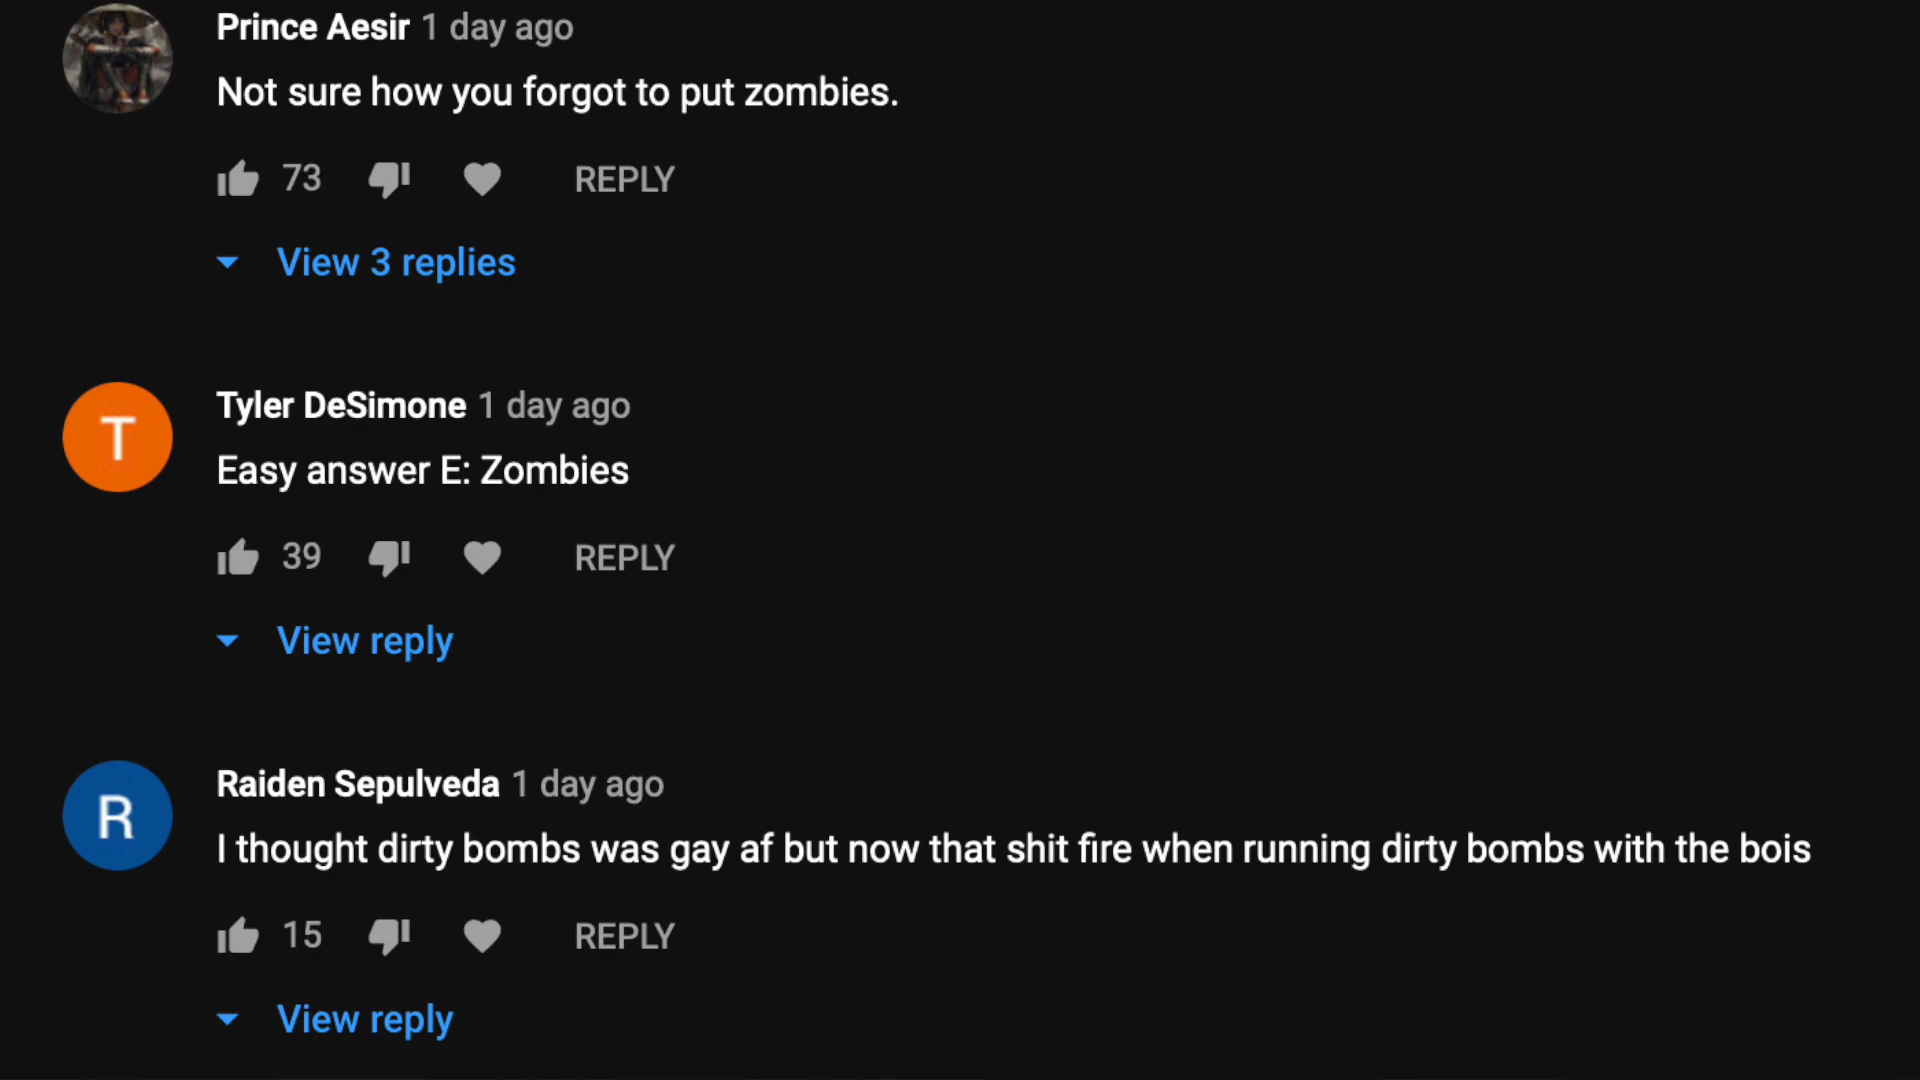 Prince Aesir 1 day ago
Not sure how you forgot to put zombies.
73 REPLY
View 3 replies
T
Tyler DeSimone 1 day ago
Easy answer E: Zombies
39 REPLY
View reply
R
Raiden Sepulveda 1 day ago
I thought dirty bombs was gay af but now that shit fire when running dirty bombs with the bois
15 REPLY
View reply